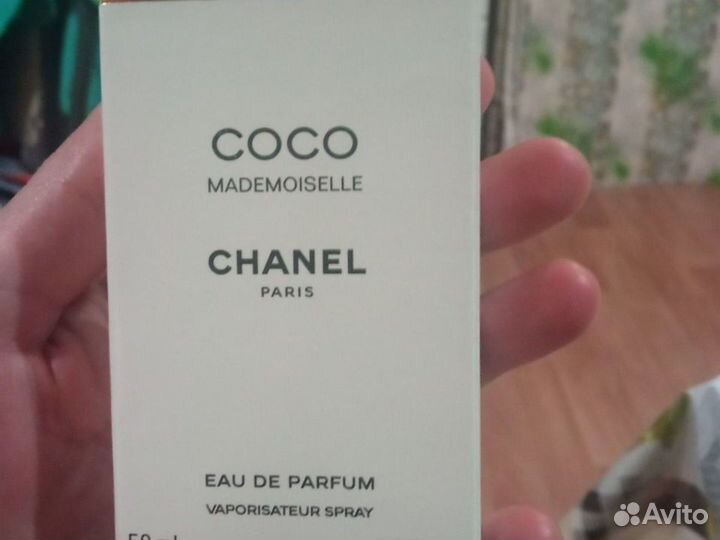 COCO
MADEMOISELLE
CHANEL
PARIS
EAU DE PARFUM
VAPORISATEUR SPRAY
Avito